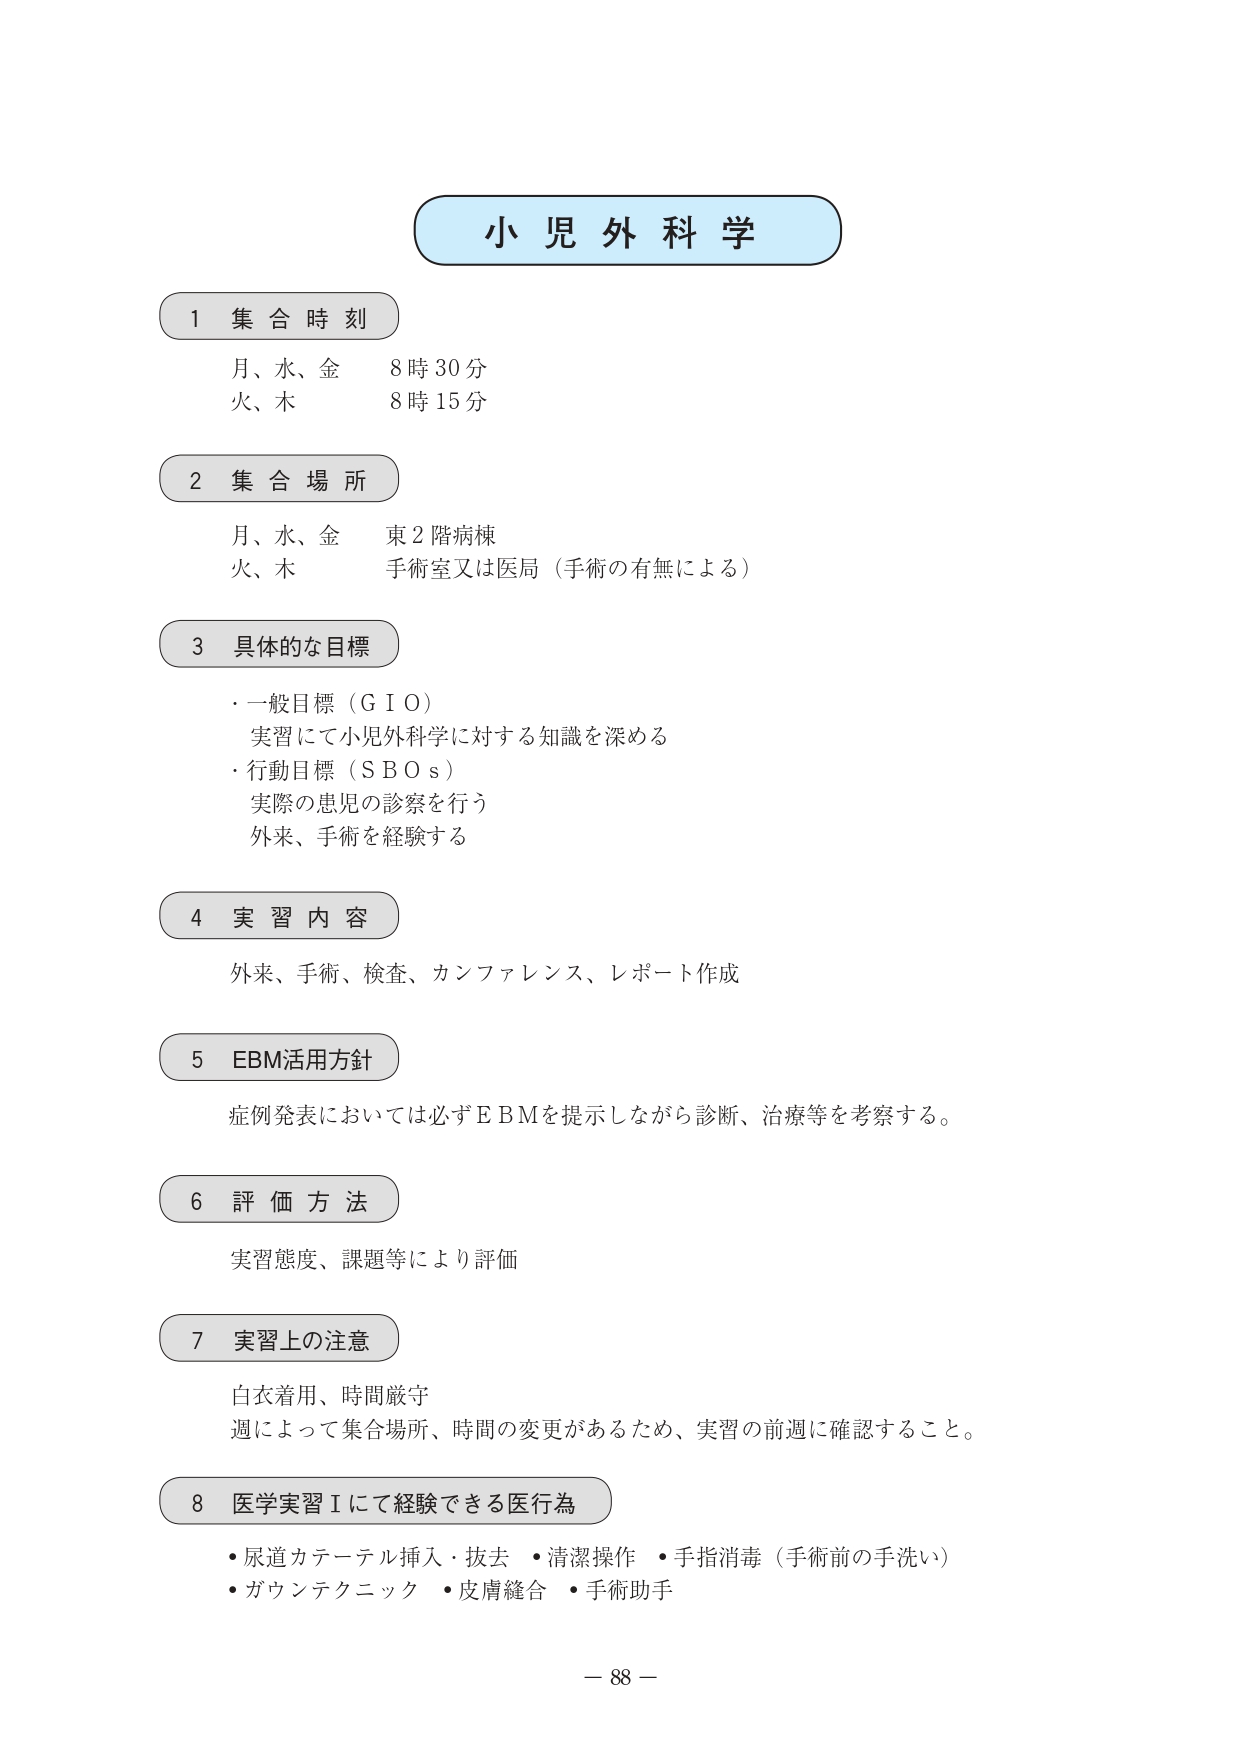 小児外科学
1 集合時刻
月、水、金 8時30分
火、木 8時15分
2 集合場所
月、水、金 東2階病棟
火、木 手術室又は医局（手術の有無による）
3 具体的な目標
・一般目標（ＧＩＯ）
実習にて小児外科学に対する知識を深める
・行動目標（ＳＢＯｓ）
実際の患児の診察を行う
外来、手術を経験する
4 実習内容
外来、手術、検査、カンファレンス、レポート作成
5 EBM活用方針
症例発表においては必ずＥＢＭを提示しながら診断、治療等を考察する。
6 評価方法
実習態度、課題等により評価
7 実習上の注意
白衣着用、時間厳守
週によって集合場所、時間の変更があるため、実習の前週に確認すること。
8 医学実習Ⅰにて経験できる医行為
•尿道カテーテル挿入・抜去 •清潔操作 •手指消毒（手術前の手洗い）
•ガウンテクニック •皮膚縫合 •手術助手
― 88 ―